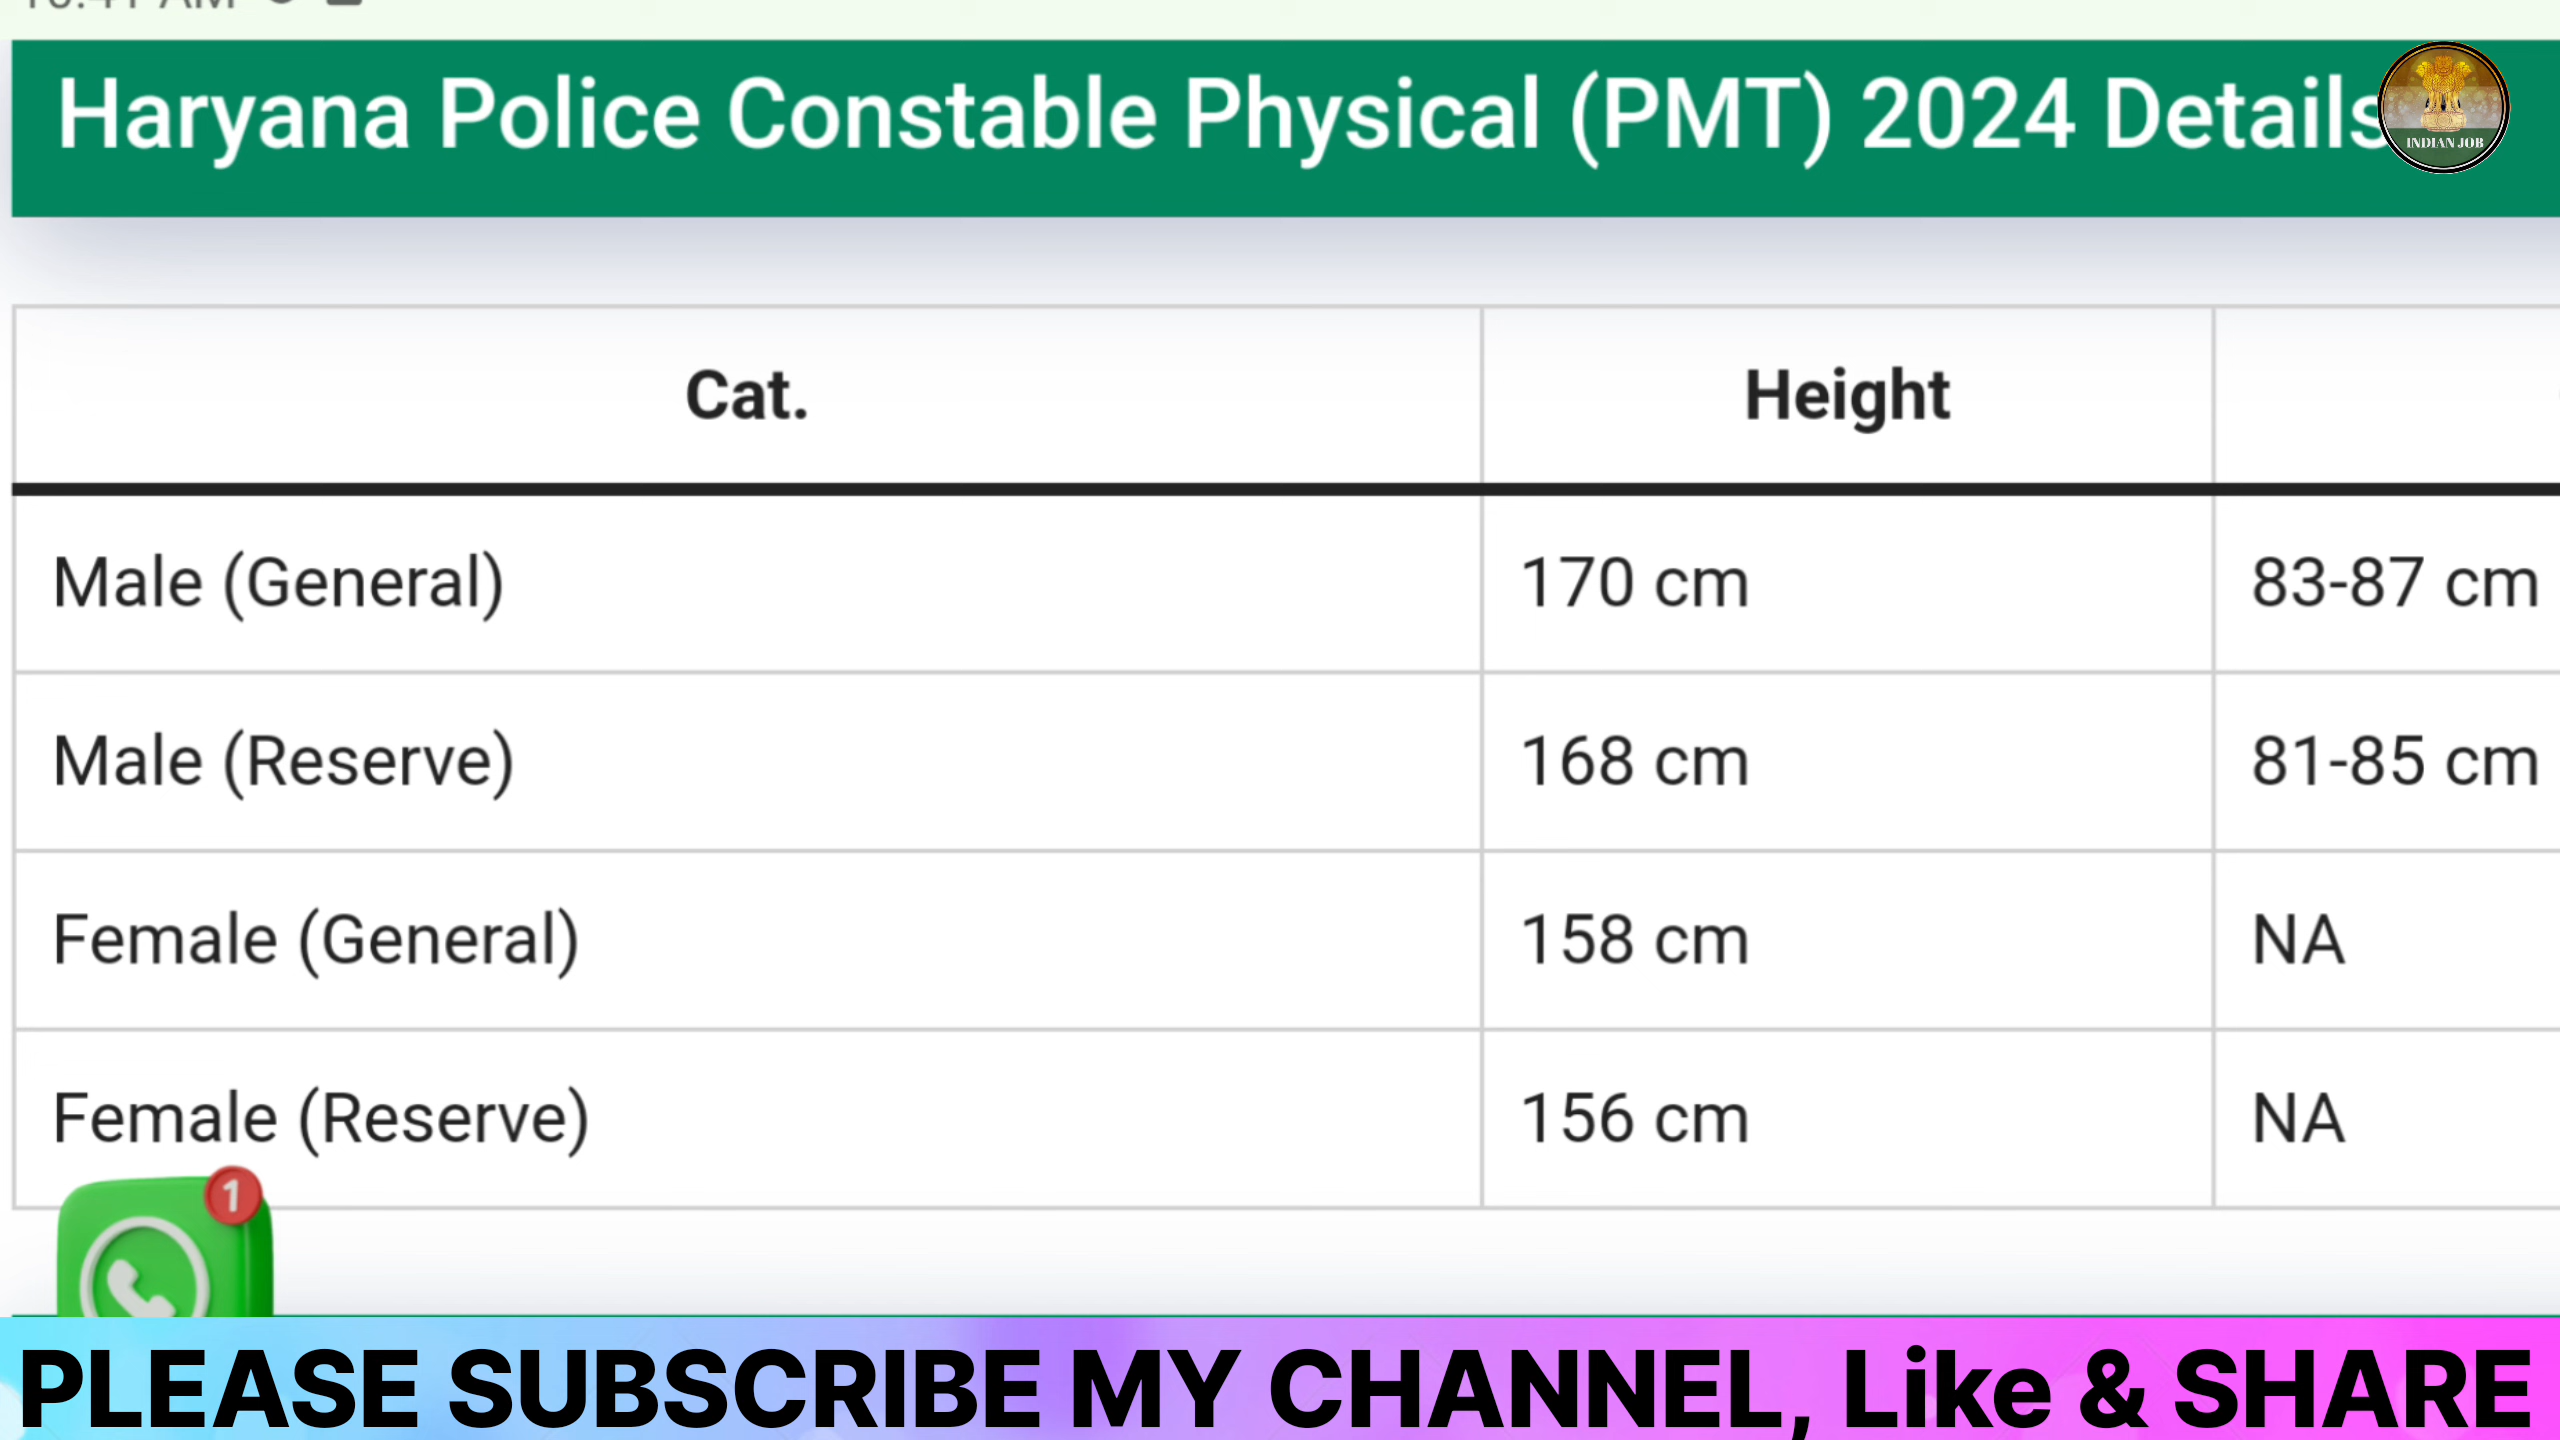 Haryana Police Constable Physical (PMT) 2024 Details
INDIAN JOB
Cat. Height
Male (General) 170 cm 83-87 cm
Male (Reserve) 168 cm 81-85 cm
Female (General) 158 cm NA
Female (Reserve) 156 cm NA
1
PLEASE SUBSCRIBE MY CHANNEL, Like & SHARE